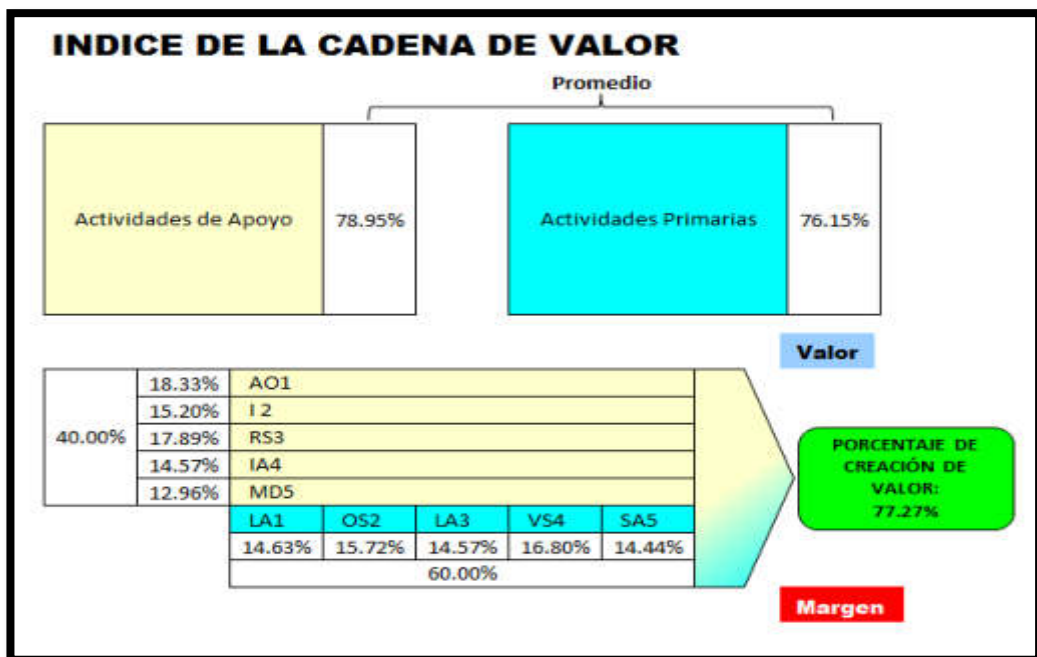 INDICE DE LA CADENA DE VALOR
Promedio
Actividades de Apoyo 78.95%
Actividades Primarias 76.15%
Valor
40.00%
18.33% AO1
15.20% I 2
17.89% RS3
14.57% IA4
12.96% MD5
LA1 OS2 LA3 VS4 SA5
14.63% 15.72% 14.57% 16.80% 14.44%
60.00%
PORCENTAJE DE
CREACIÓN DE
VALOR:
77.27%
Margen